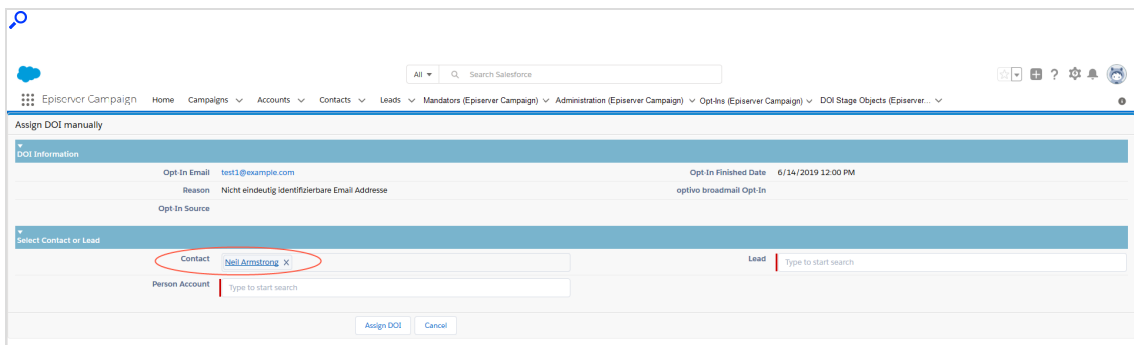 All Search Salesforce
Episerver Campaign Home Campaigns Accounts Contacts Leads Mandators (Episerver Campaign) Administration (Episerver Campaign) Opt-Ins (Episerver Campaign) DOI Stage Objects (Episerver...
Assign DOI manually
DOI Information
Opt-In Email test1@example.com Opt-In Finished Date 6/14/2019 12:00 PM
Reason Nicht eindeutig identifizierbare Email Addresse optivo broadmail Opt-In
Opt-In Source
Select Contact or Lead
Contact Neil Armstrong X Lead Type to start search
Person Account Type to start search
Assign DOI Cancel